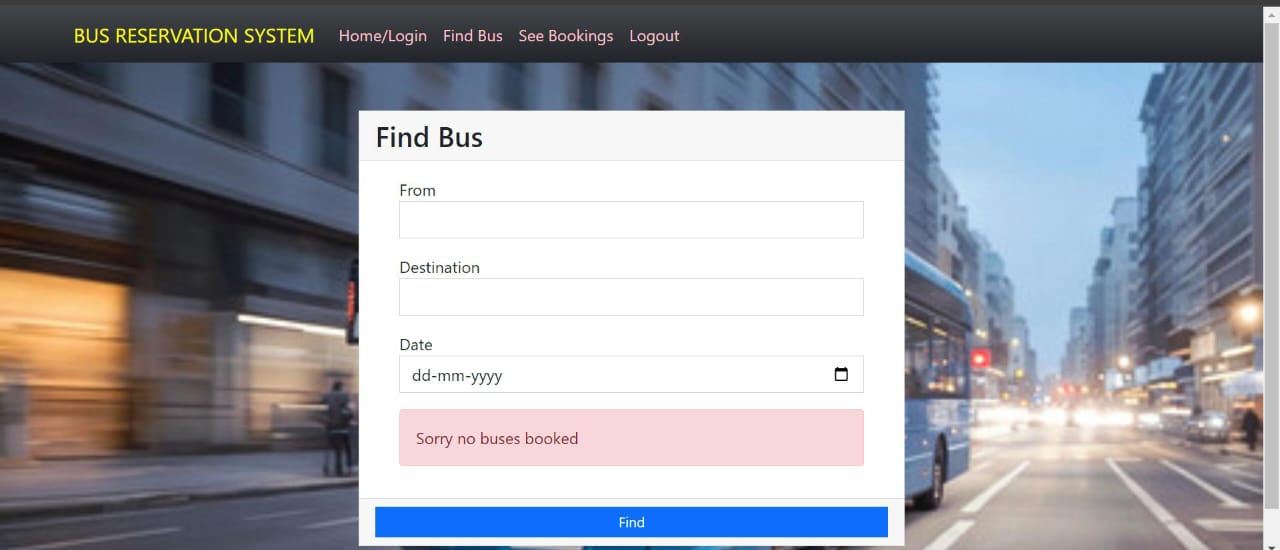 BUS RESERVATION SYSTEM Home/Login Find Bus See Bookings Logout
Find Bus
From
Destination
Date
dd-mm-yyyy
Sorry no buses booked
Find